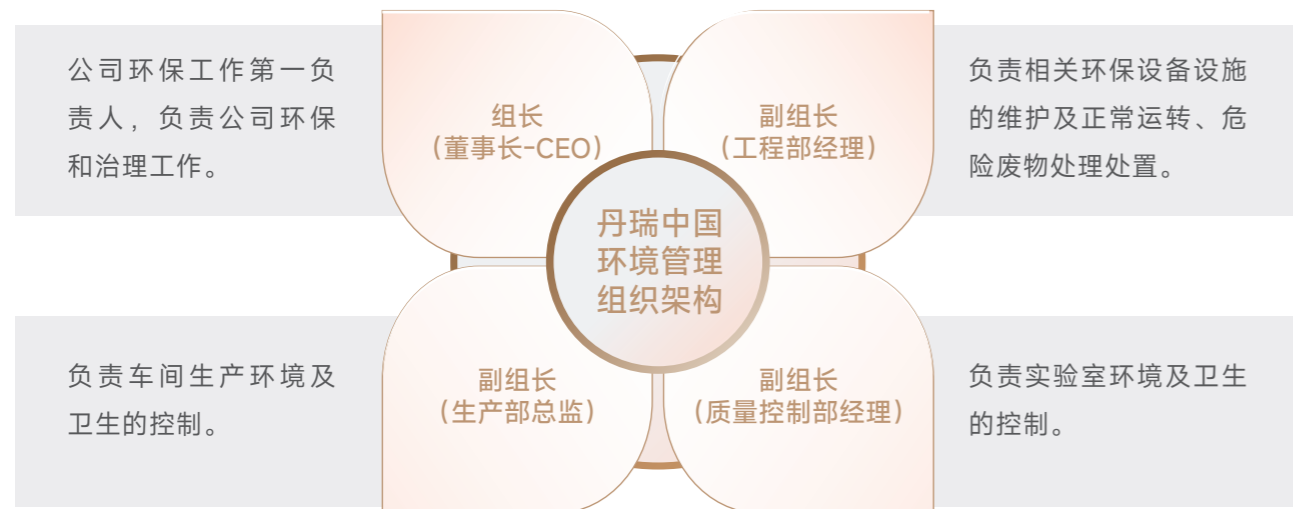 公司环保工作第一负
责人，负责公司环保
和治理工作。
组长
（董事长-CEO）
副组长
（工程部经理）
负责相关环保设备设施
的维护及正常运转、危
险废物处理处置。
丹瑞中国
环境管理
组织架构
负责车间生产环境及
卫生的控制。
副组长
（生产部总监）
副组长
（质量控制部经理）
负责实验室环境及卫生
的控制。